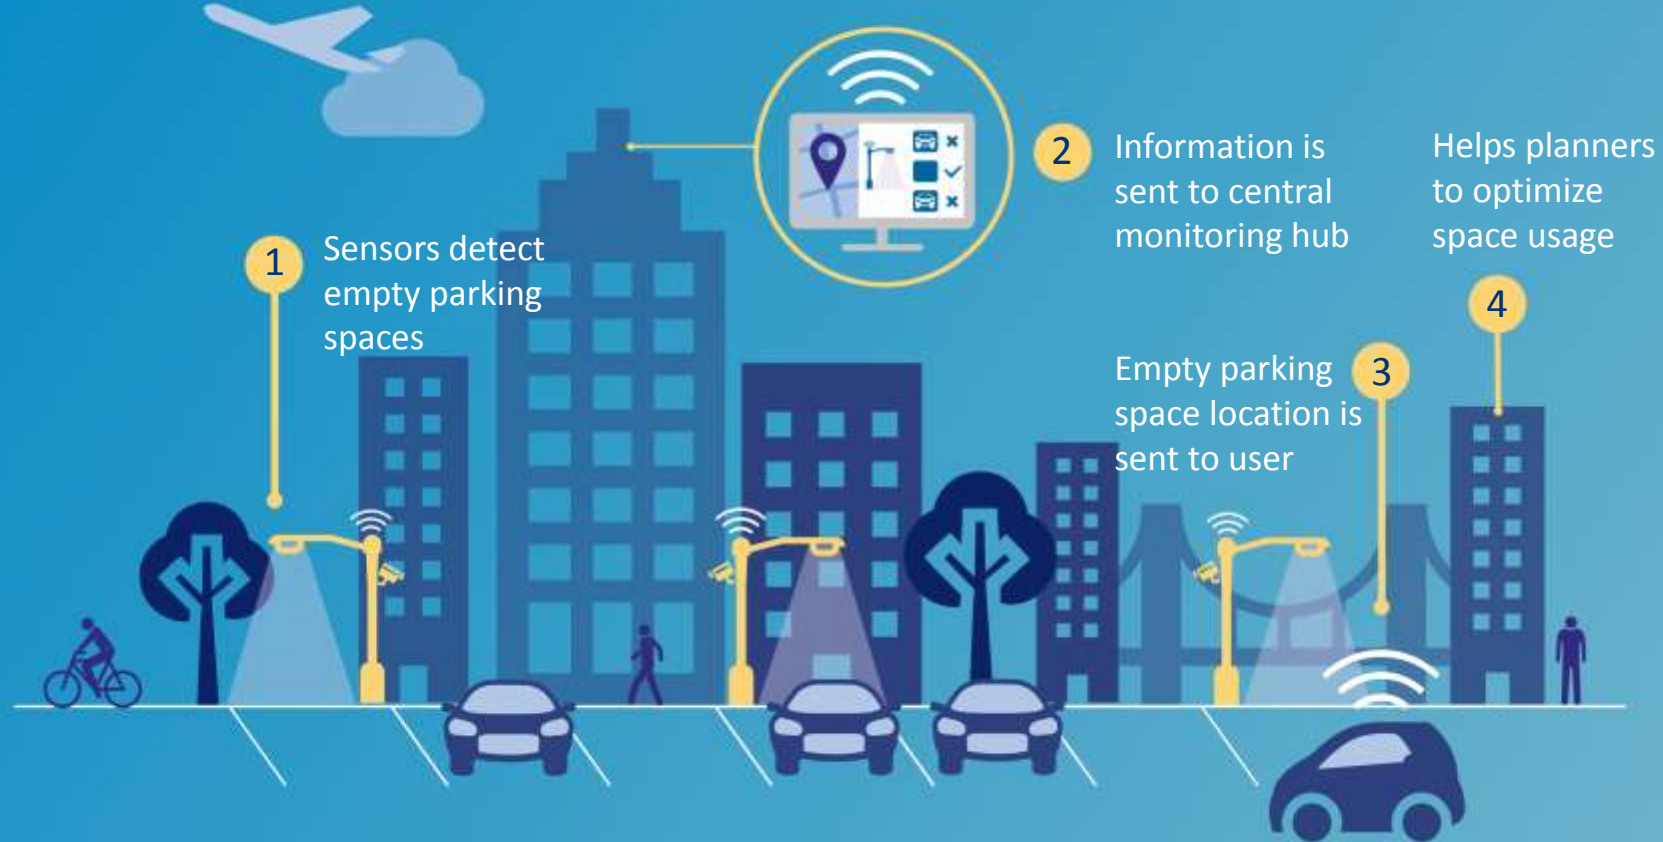 1
Sensors detect
empty parking
spaces
2
Information is
sent to central
monitoring hub
3
Empty parking
space location is
sent to user
4
Helps planners
to optimize
space usage